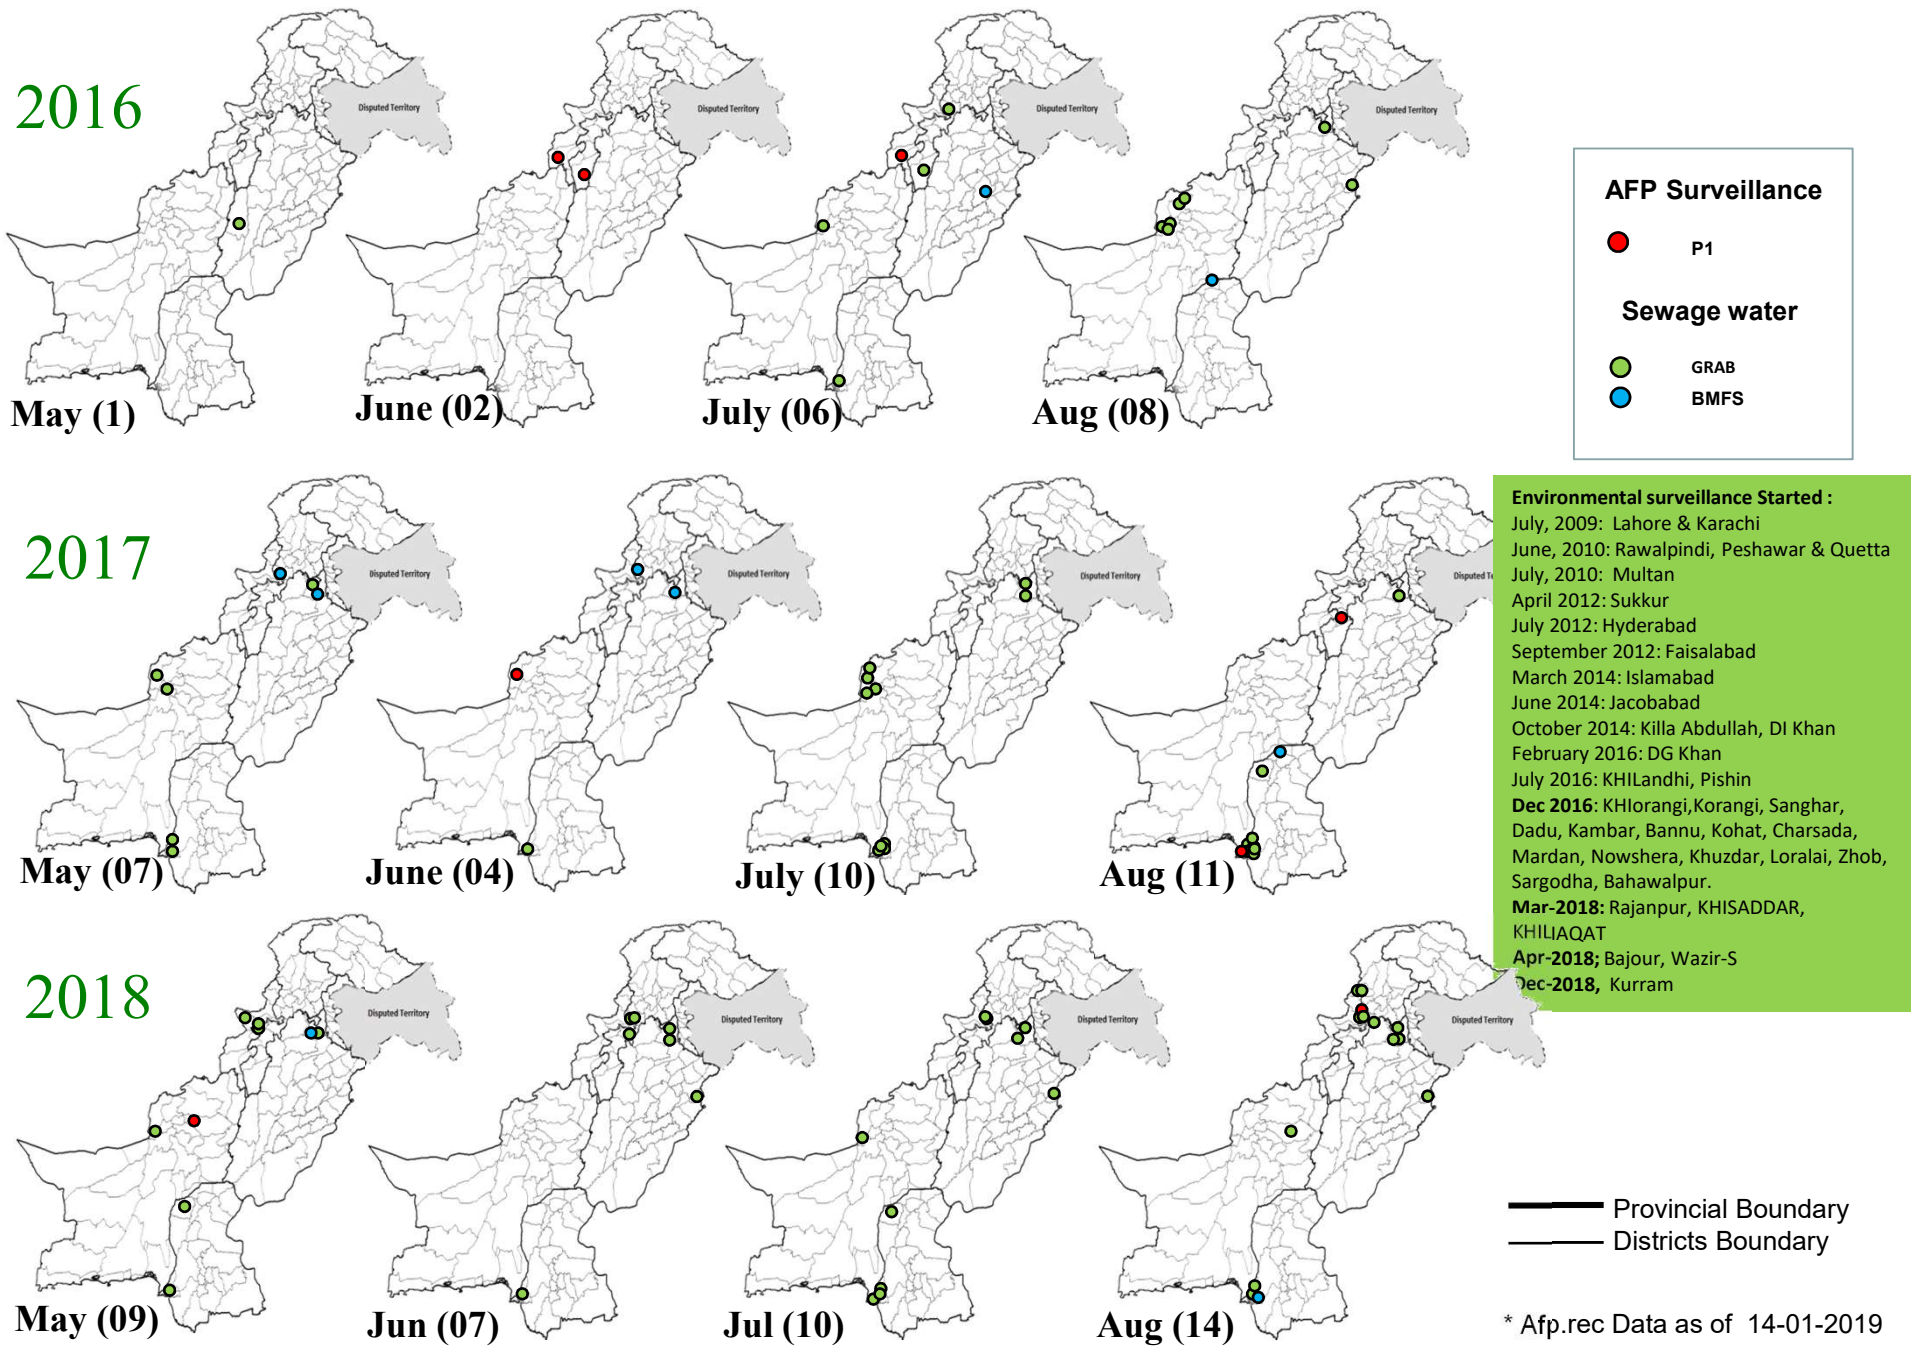 2016
Disputed Territory
Disputed Territory
Disputed Territory
Disputed Territory
May (1)
June (02)
July (06)
Aug (08)
AFP Surveillance
P1
Sewage water
GRAB
BMFS
2017
Disputed Territory
Disputed Territory
Disputed Territory
Disputed Te
May (07)
June (04)
July (10)
Aug (11)
Environmental surveillance Started :
July, 2009: Lahore & Karachi
June, 2010: Rawalpindi, Peshawar & Quetta
July, 2010: Multan
April 2012: Sukkur
July 2012: Hyderabad
September 2012: Faisalabad
March 2014: Islamabad
June 2014: Jacobabad
October 2014: Killa Abdullah, DI Khan
February 2016: DG Khan
July 2016: KHILandhi, Pishin
Dec 2016: KHIorangi,Korangi, Sanghar,
Dadu, Kambar, Bannu, Kohat, Charsada,
Mardan, Nowshera, Khuzdar, Loralai, Zhob,
Sargodha, Bahawalpur.
Mar-2018: Rajanpur, KHISADDAR,
KHILIAQAT
Apr-2018; Bajour, Wazir-S
Dec-2018, Kurram
2018
Disputed Territory
Disputed Territory
Disputed Territory
Disputed Territory
May (09)
Jun (07)
Jul (10)
Aug (14)
Provincial Boundary
Districts Boundary
* Afp.rec Data as of 14-01-2019